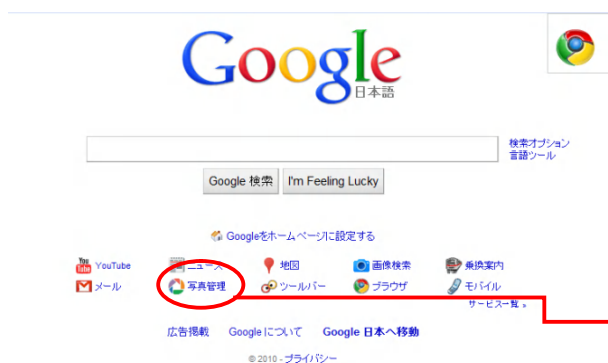 Google
日本語
検索オプション
言語ツール
Google 検索 I'm Feeling Lucky
Googleをホームページに設定する
You Tube YouTube ニュース 地図 画像検索 乗換案内
メール 写真管理 ツールバー ブラウザ モバイル
サービス一覧 »
広告掲載 Googleについて Google 日本へ移動
© 2010 - プライバシー